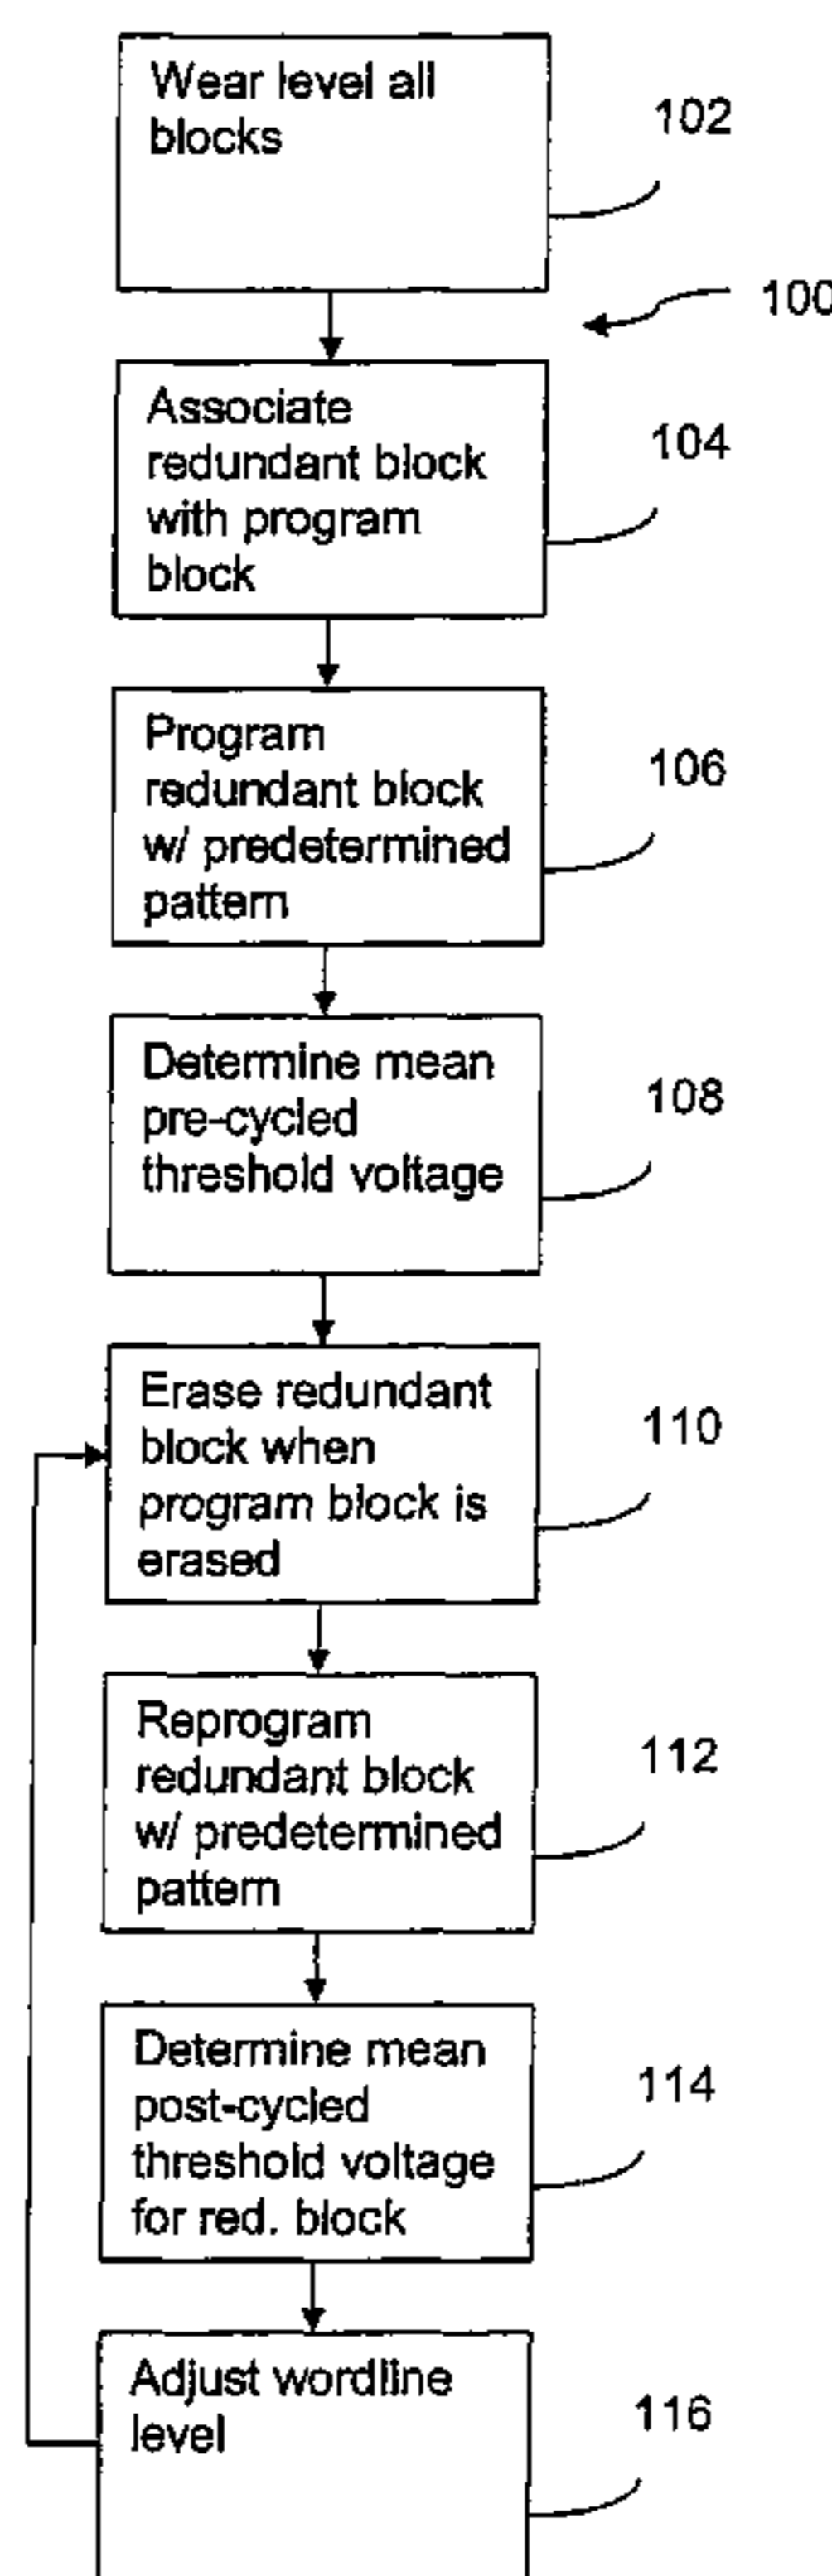 Wear level all
blocks
102
100
Associate
redundant block
with program
block
104
Program
redundant block
w/ predetermined
pattern
106
Determine mean
pre-cycled
threshold voltage
108
Erase redundant
block when
program block is
erased
110
Reprogram
redundant block
w/ predetermined
pattern
112
Determine mean
post-cycled
threshold voltage
for red. block
114
Adjust wordline
level
116